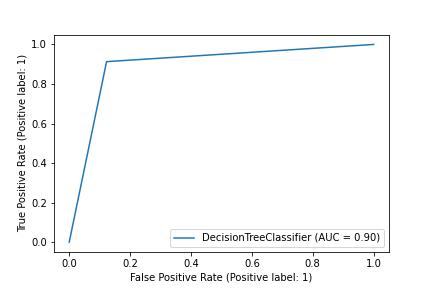 1.0
0.8
0.6
0.4
0.2
0.0
True Positive Rate (Positive label: 1)
DecisionTreeClassifier (AUC = 0.90)
0.0 0.2 0.4 0.6 0.8 1.0
False Positive Rate (Positive label: 1)